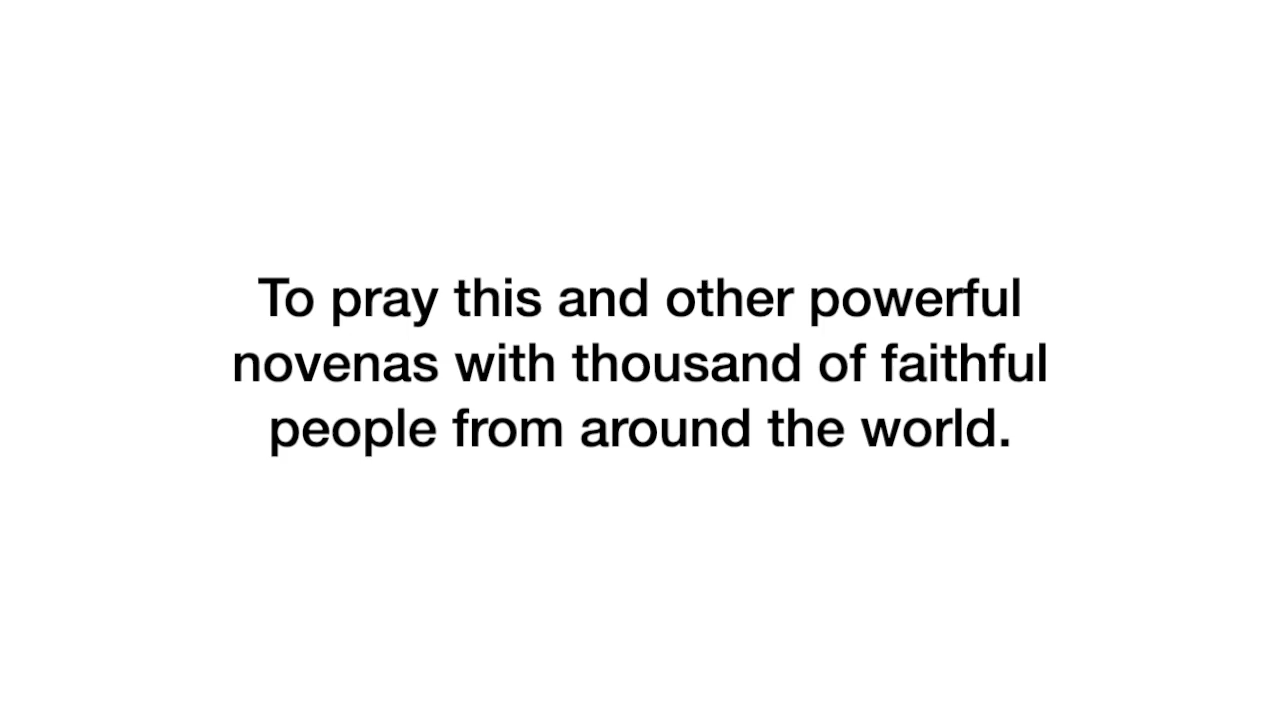 To pray this and other powerful
novenas with thousand of faithful
people from around the world.